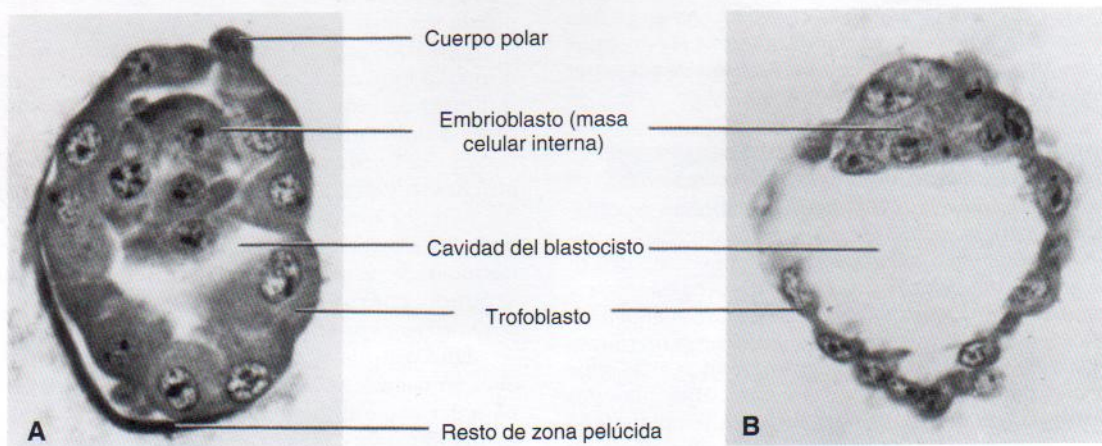 Cuerpo polar
Embrioblasto (masa
celular interna)
Cavidad del blastocisto
Trofoblasto
Resto de zona pelúcida
A
B